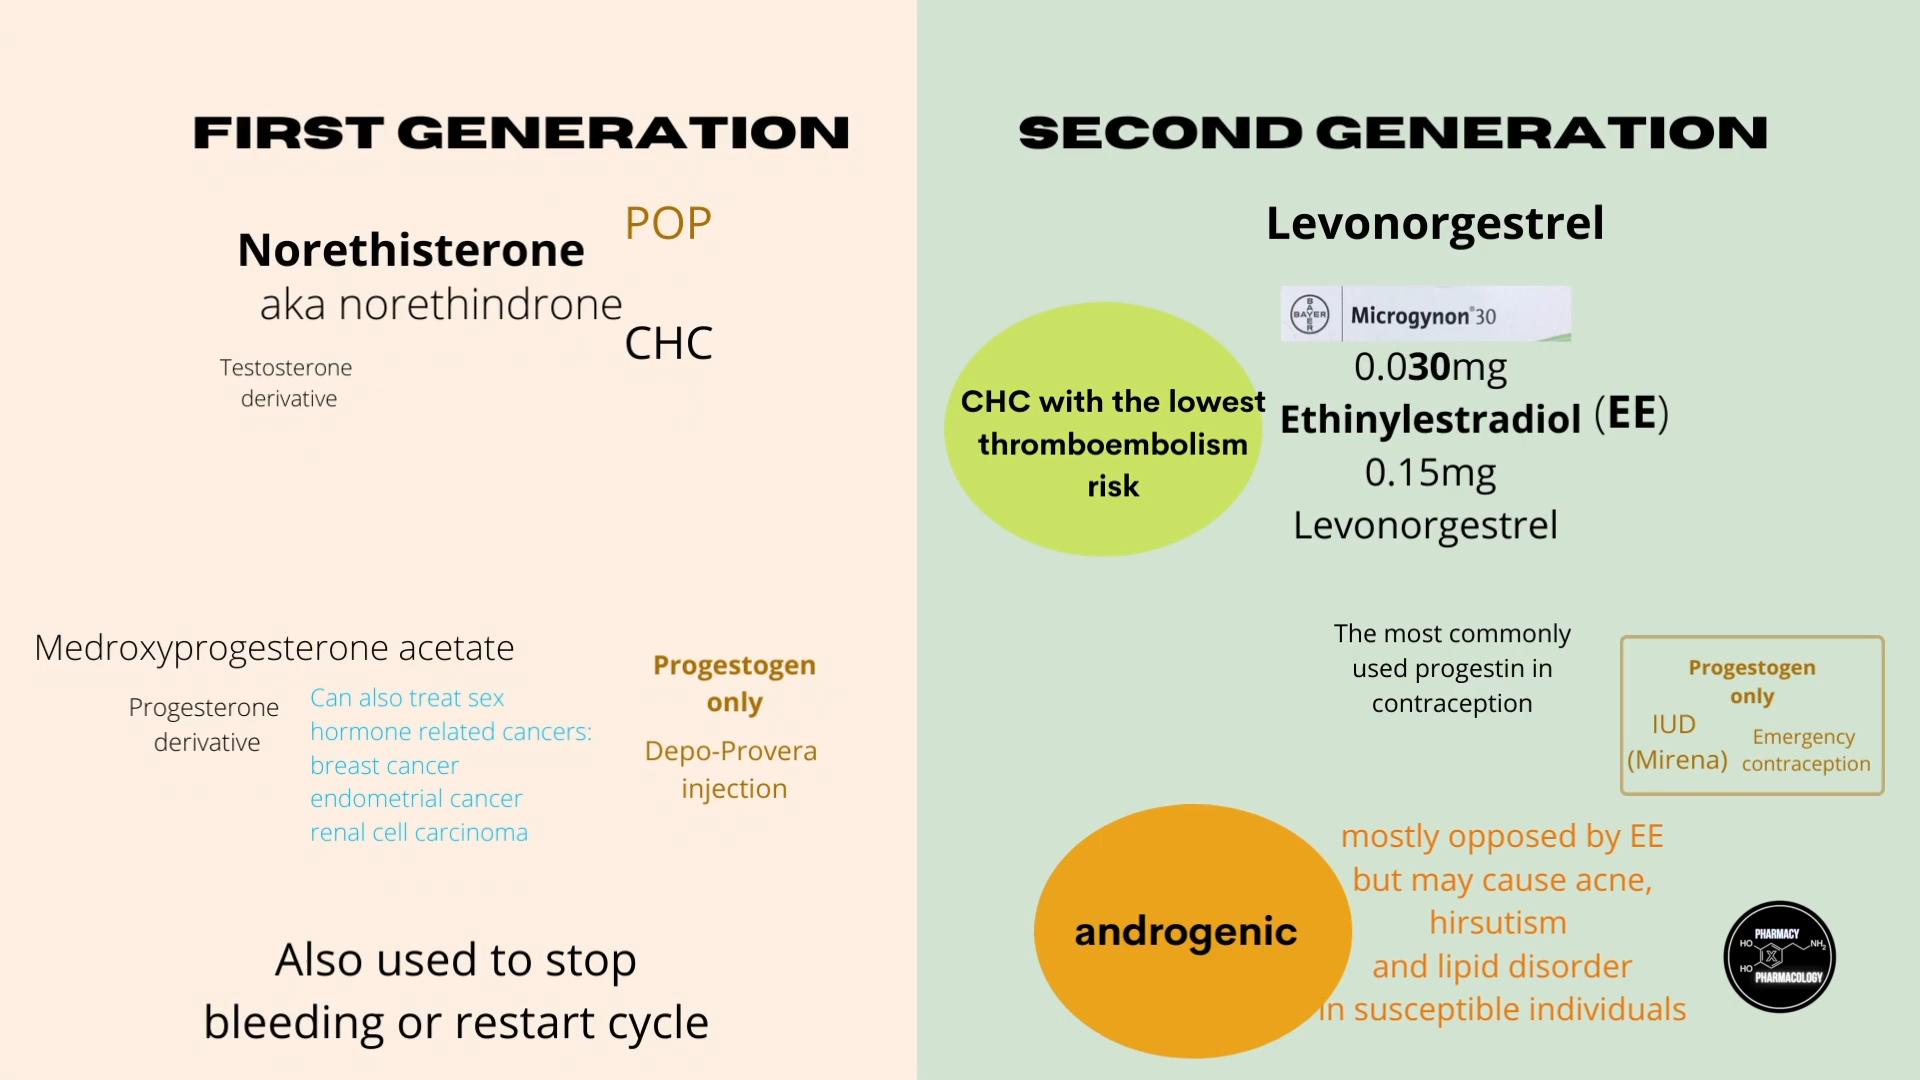 FIRST GENERATION
Norethisterone
aka norethindrone
POP
CHC
Testosterone
derivative
Medroxyprogesterone acetate
Progesterone
derivative
Can also treat sex
hormone related cancers:
breast cancer
endometrial cancer
renal cell carcinoma
Progestogen
only
Depo-Provera
injection
Also used to stop
bleeding or restart cycle
SECOND GENERATION
Levonorgestrel
BAYER
BAYER
Microgynon®30
0.030mg
Ethinylestradiol (EE)
0.15mg
Levonorgestrel
CHC with the lowest
thromboembolism
risk
The most commonly
used progestin in
contraception
Progestogen
only
IUD
(Mirena)
Emergency
contraception
androgenic
mostly opposed by EE
but may cause acne,
hirsutism
and lipid disorder
in susceptible individuals
PHARMACY
HO
NH2
X
HO
PHARMACOLOGY